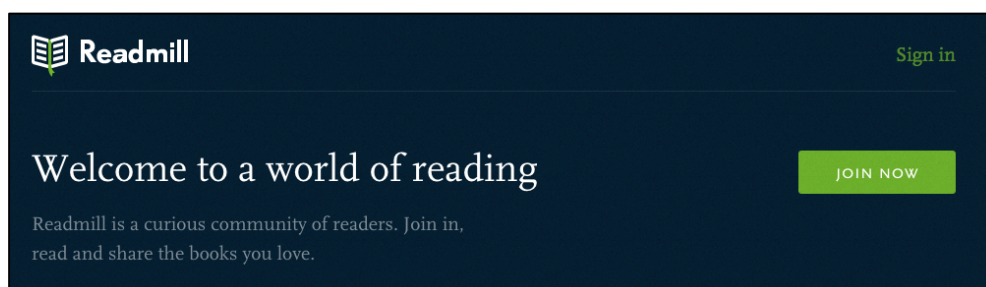 Readmill
Sign in
Welcome to a world of reading
JOIN NOW
Readmill is a curious community of readers. Join in,
read and share the books you love.